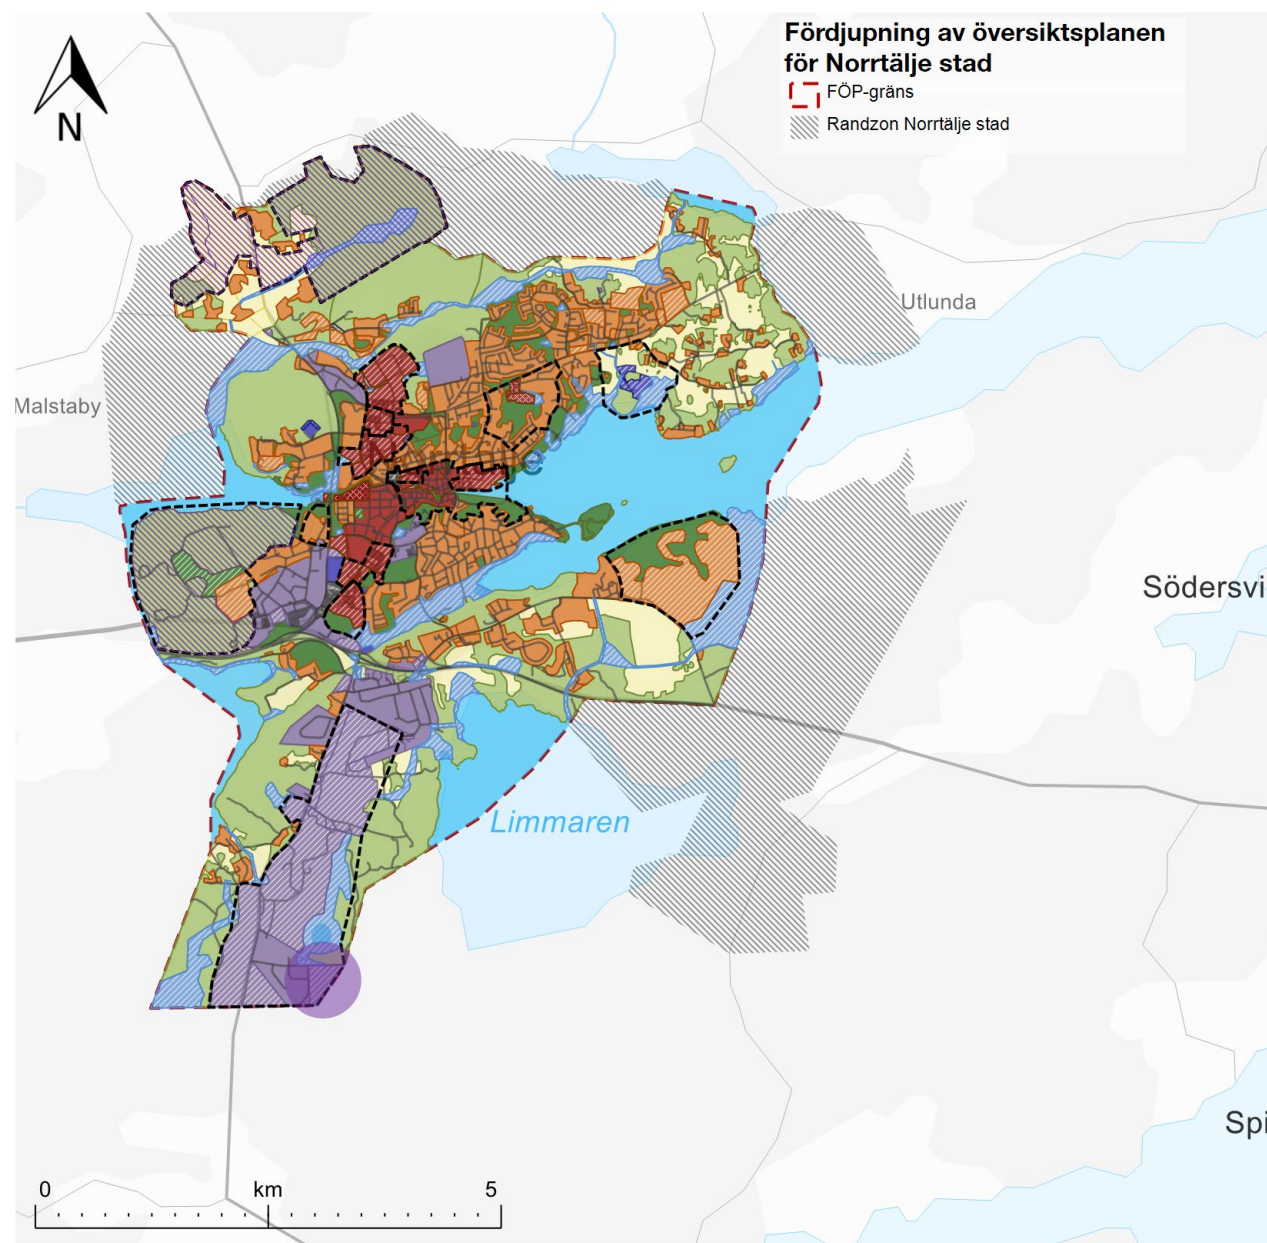 Fördjupning av översiktsplanen
för Norrtälje stad
FÖP-gräns
Randzon Norrtälje stad
N
Utlunda
Malstaby
Södersvi
Limmaren
Spi
0 km 5